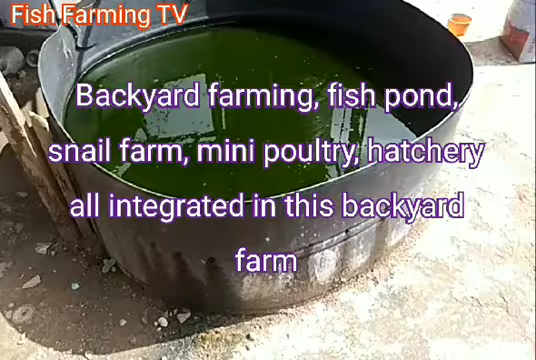 Fish Farming TV
Backyard farming, fish pond,
snail farm, mini poultry, hatchery
all integrated in this backyard
farm